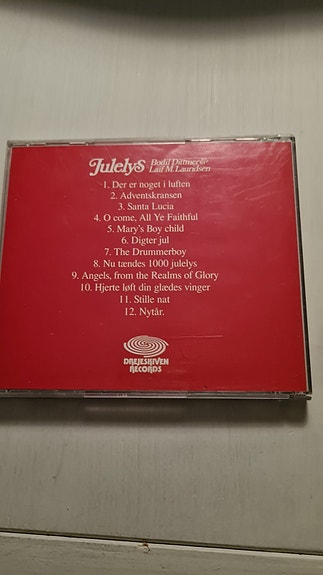 Julelys Bodil Dittmer &
Laif M. Lauridsen
1. Der er noget i luften
2. Adventskransen
3. Santa Lucia
4. O come, All Ye Faithful
5. Mary's Boy child
6. Digter jul
7. The Drummerboy
8. Nu tændes 1000 julelys
9. Angels, from the Realms of Glory
10. Hjerte løft din glædes vinger
11. Stille nat
12. Nytår.
DREJESKIVEN
RECORDS